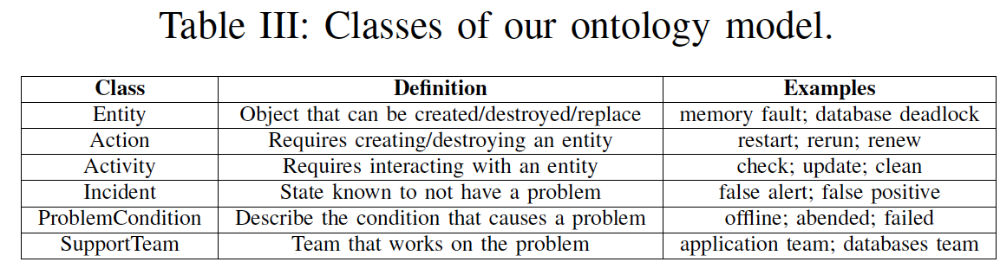 Table III: Classes of our ontology model.
Class Definition Examples
Entity Object that can be created/destroyed/replace memory fault; database deadlock
Action Requires creating/destroying an entity restart; rerun; renew
Activity Requires interacting with an entity check; update; clean
Incident State known to not have a problem false alert; false positive
ProblemCondition Describe the condition that causes a problem offline; abended; failed
SupportTeam Team that works on the problem application team; databases team